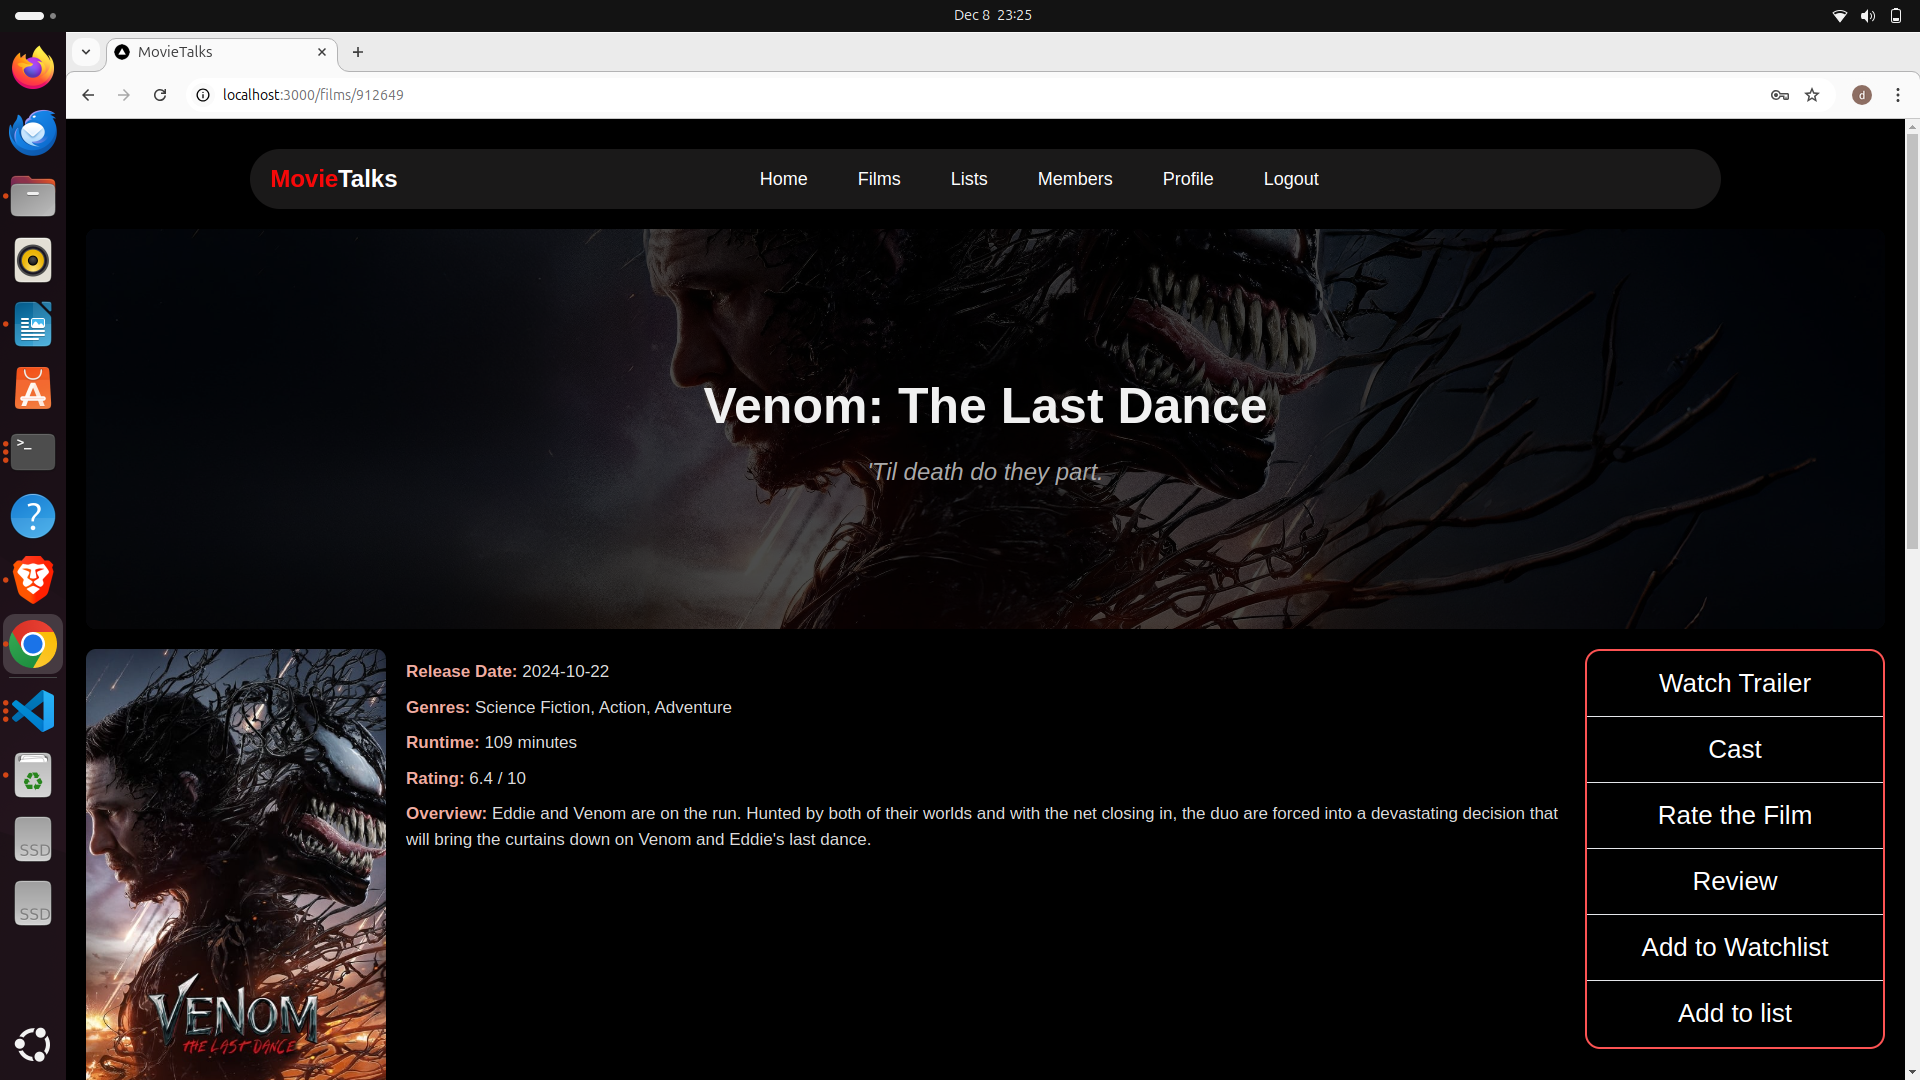 Dec 8 23:25
MovieTalks
localhost:3000/films/912649
d
MovieTalks
Home
Films
Lists
Members
Profile
Logout
Venom: The Last Dance
'Til death do they part.
Release Date: 2024-10-22
Genres: Science Fiction, Action, Adventure
Runtime: 109 minutes
Rating: 6.4 / 10
Overview: Eddie and Venom are on the run. Hunted by both of their worlds and with the net closing in, the duo are forced into a devastating decision that
will bring the curtains down on Venom and Eddie's last dance.
Watch Trailer
Cast
Rate the Film
Review
Add to Watchlist
Add to list
VENOM
THE LAST DANCE
>_
?
SSD
SSD